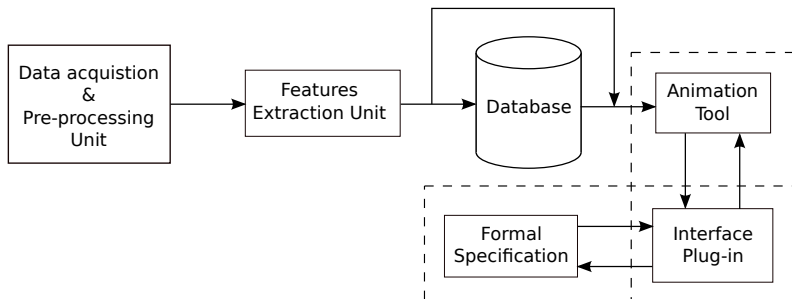 Data acquistion
&
Pre-processing
Unit
Features
Extraction Unit
Database
Animation
Tool
Formal
Specification
Interface
Plug-in